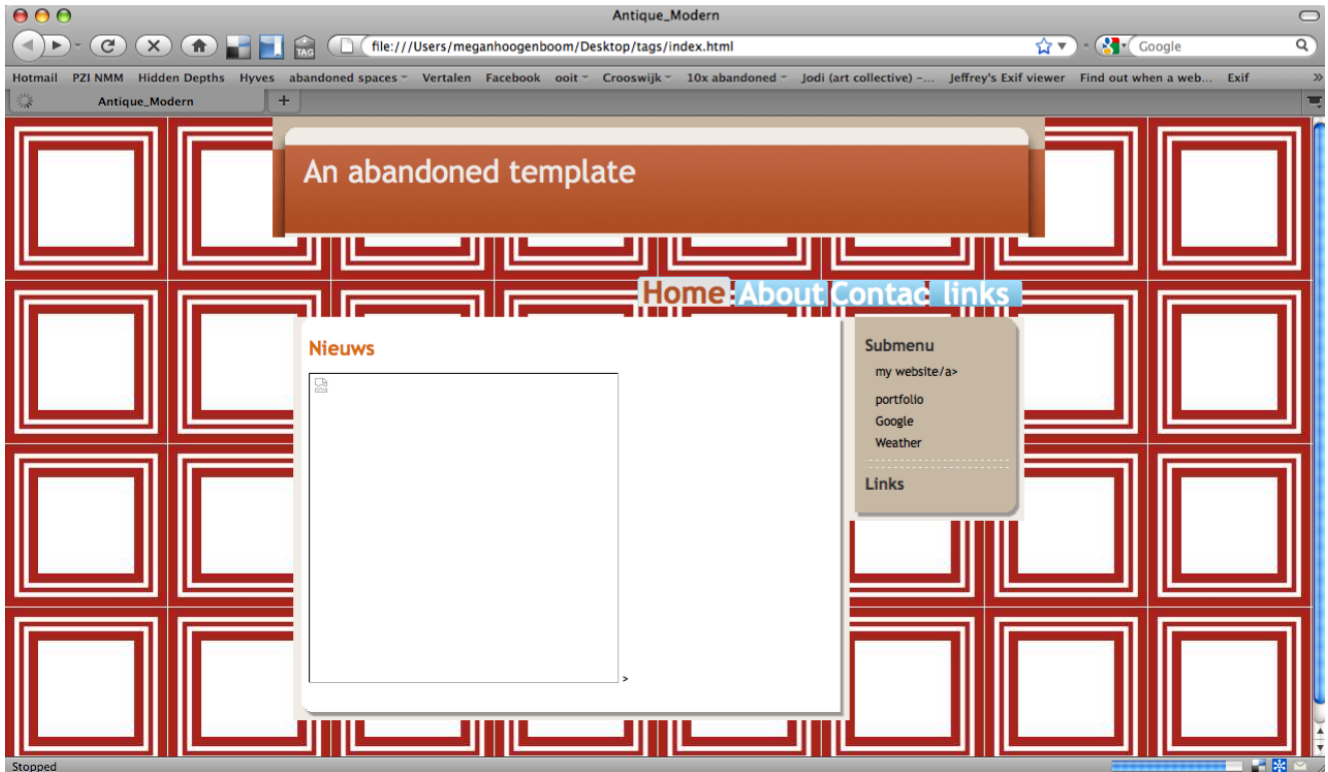 Antique_Modern
TAG
file:///Users/meganhoogenboom/Desktop/tags/index.html
Google
Hotmail PZI NMM Hidden Depths Hyves abandoned spaces Vertalen Facebook ooit Crooswijk 10x abandoned Jodi (art collective) –... Jeffrey's Exif viewer Find out when a web... Exif »
Antique_Modern +
An abandoned template
Home About Contac links
Nieuws
>
Submenu
my website/a>
portfolio
Google
Weather
Links
Stopped